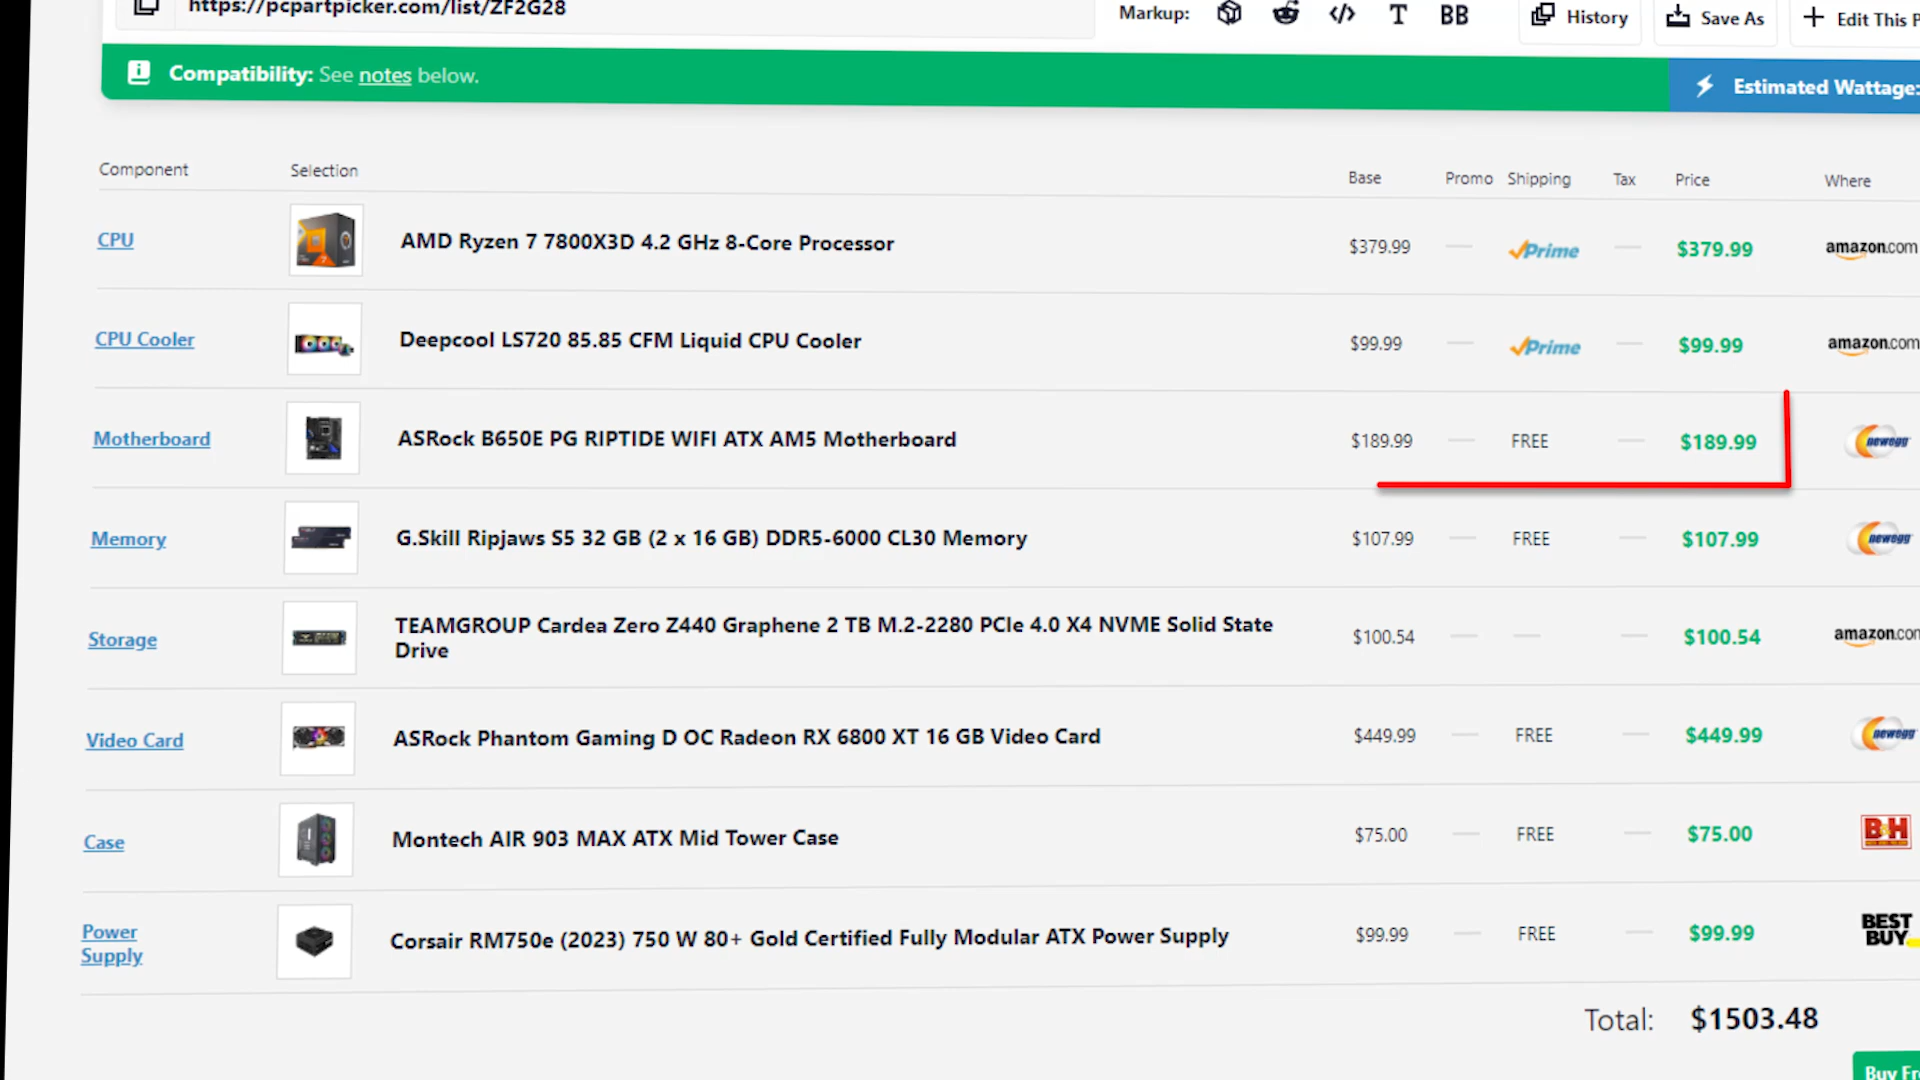 https://pcpartpicker.com/list/ZF2G28
Markup:
T
BB
History
Save As
Edit This P
Compatibility: See notes below.
Estimated Wattage:
Component Selection Base Promo Shipping Tax Price Where
CPU AMD Ryzen 7 7800X3D 4.2 GHz 8-Core Processor $379.99 — Prime — $379.99 amazon.com
CPU Cooler Deepcool LS720 85.85 CFM Liquid CPU Cooler $99.99 — Prime — $99.99 amazon.com
Motherboard ASRock B650E PG RIPTIDE WIFI ATX AM5 Motherboard $189.99 — FREE — $189.99 newegg
Memory G.Skill Ripjaws S5 32 GB (2 x 16 GB) DDR5-6000 CL30 Memory $107.99 — FREE — $107.99 newegg
Storage TEAMGROUP Cardea Zero Z440 Graphene 2 TB M.2-2280 PCIe 4.0 X4 NVME Solid State
Drive $100.54 — — — $100.54 amazon.com
Video Card ASRock Phantom Gaming D OC Radeon RX 6800 XT 16 GB Video Card $449.99 — FREE — $449.99 newegg
Case Montech AIR 903 MAX ATX Mid Tower Case $75.00 — FREE — $75.00 B&H
Power
Supply Corsair RM750e (2023) 750 W 80+ Gold Certified Fully Modular ATX Power Supply $99.99 — FREE — $99.99 BEST
BUY
Total: $1503.48
Buy Fr